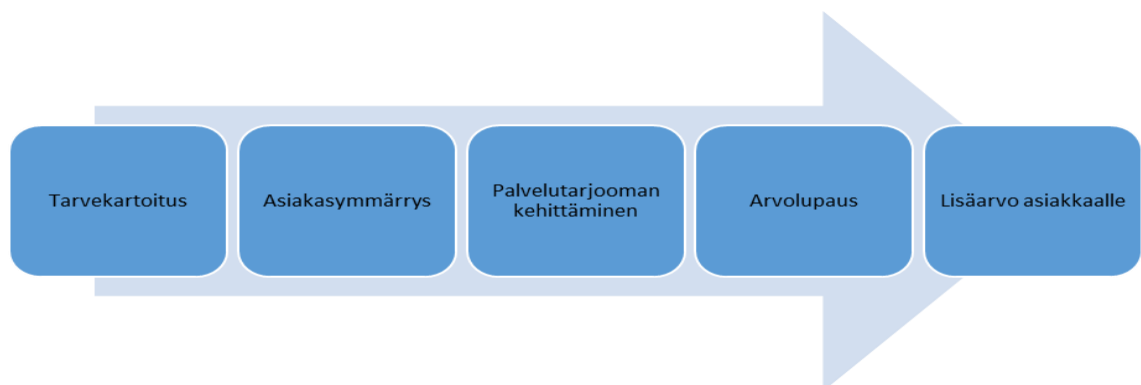 Tarvekartoitus
Asiakasymmärrys
Palvelutarjooman
kehittäminen
Arvolupaus
Lisäarvo asiakkaalle